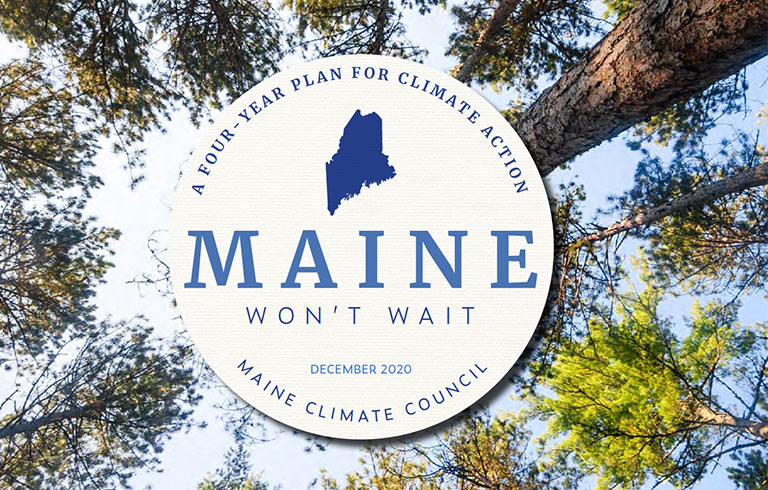 A FOUR-YEAR PLAN FOR CLIMATE ACTION
MAINE
WON'T WAIT
DECEMBER 2020
MAINE CLIMATE COUNCIL